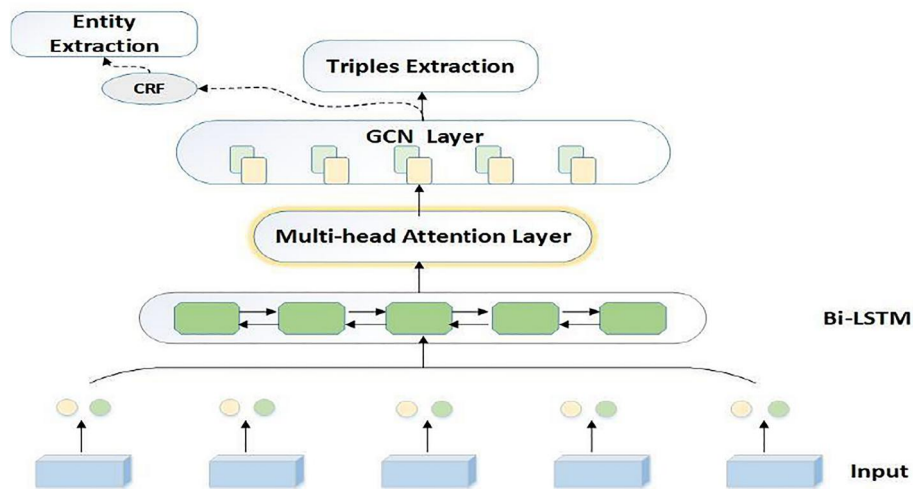 Entity
Extraction
Triples Extraction
CRF
GCN Layer
Multi-head Attention Layer
Bi-LSTM
Input